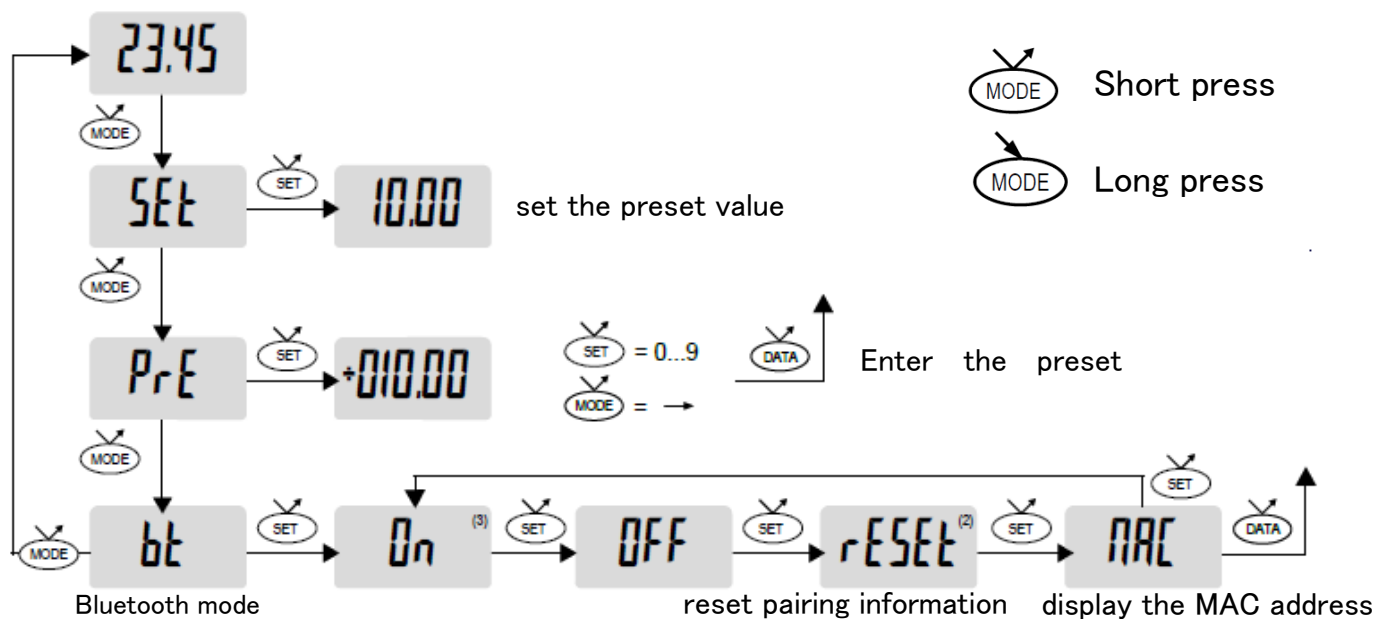 23.45
MODE
MODE Short press
MODE Long press
SEt
SET
10.00 set the preset value
MODE
PrE
SET
+010.00
SET = 0...9
MODE = →
DATA
Enter the preset
MODE
MODE
bt
SET
On (3)
SET
OFF
SET
rESEt (2)
SET
MAC
SET
DATA
Bluetooth mode
reset pairing information
display the MAC address